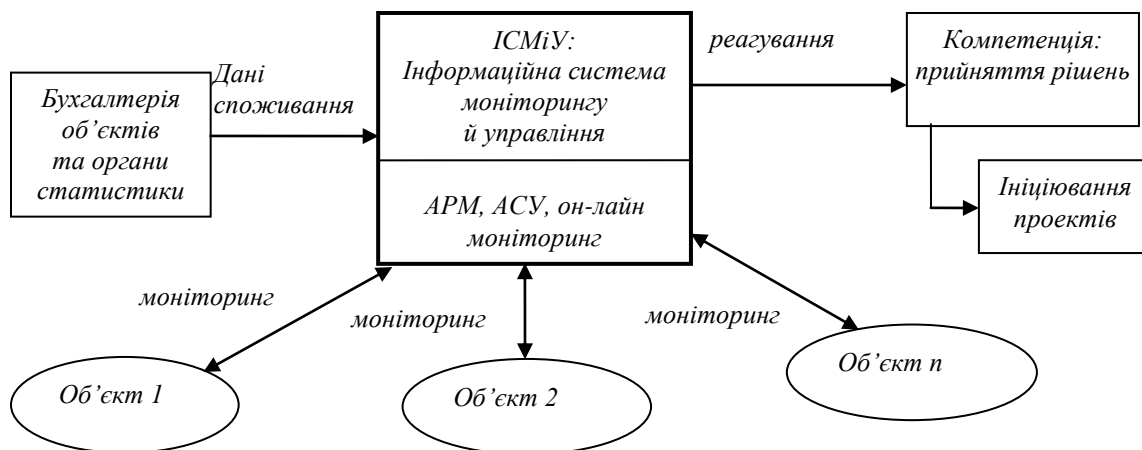 Бухгалтерія
об’єктів
та органи
статистики
Дані
споживання
ІСМіУ:
Інформаційна система
моніторингу
й управління
АРМ, АСУ, он-лайн
моніторинг
реагування
Компетенція:
прийняття рішень
Ініціювання
проектів
моніторинг
моніторинг
моніторинг
Об’єкт 1
Об’єкт 2
Об’єкт n